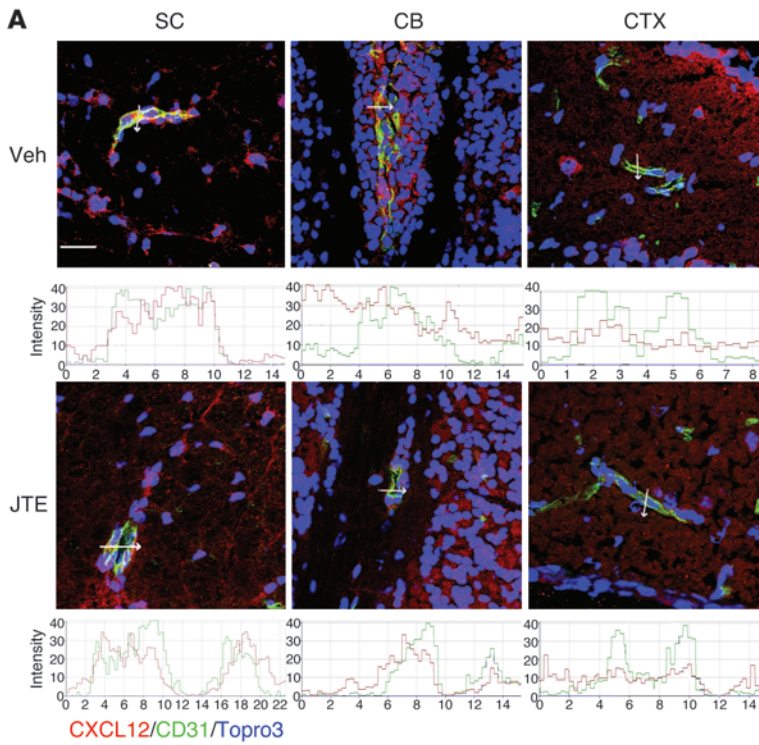 A
SC CB CTX
Veh
Intensity
40 40 40
30 30 30
20 20 20
10 10 10
0 0 0
0 2 4 6 8 10 12 14
0 2 4 6 8 10 12 14
0 1 2 3 4 5 6 7 8
JTE
Intensity
40 40 40
30 30 30
20 20 20
10 10 10
0 0 0
0 2 4 6 8 10 12 14 16 18 20 22
0 2 4 6 8 10 12 14
0 2 4 6 8 10 12 14
CXCL12/CD31/Topro3